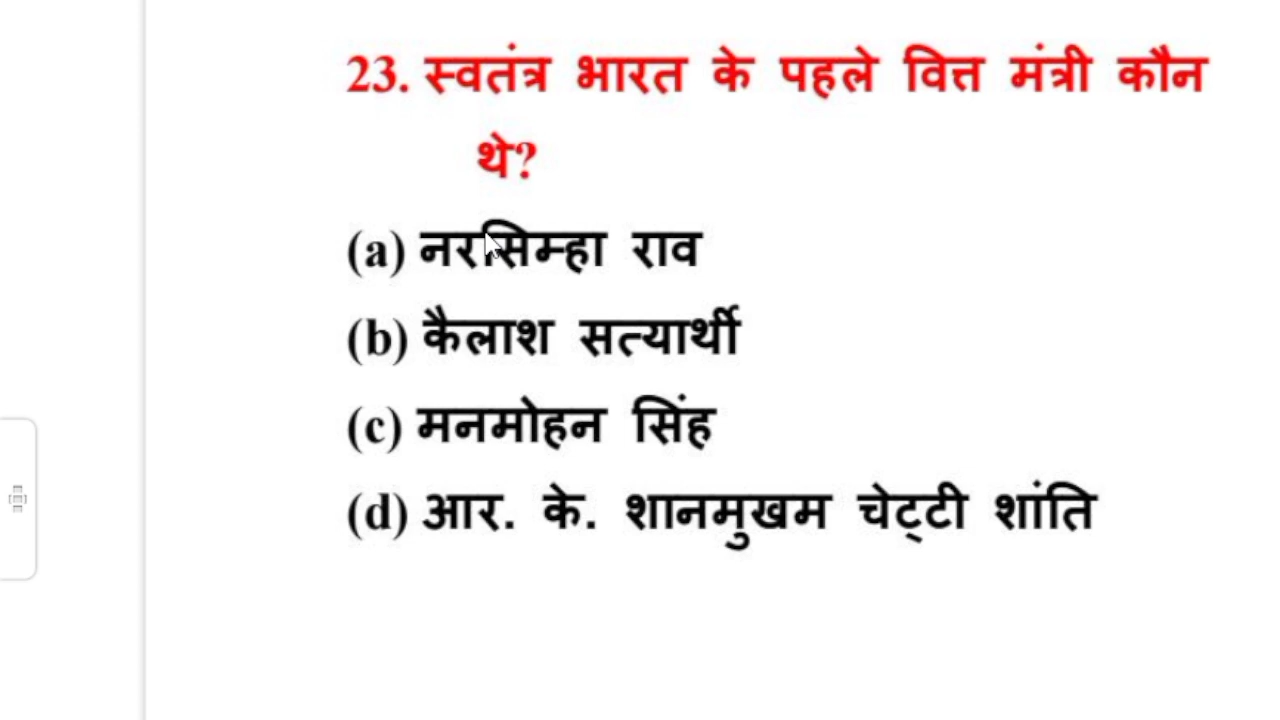 23. स्वतंत्र भारत के पहले वित्त मंत्री कौन
थे?
(a) नरसिम्हा राव
(b) कैलाश सत्यार्थी
(c) मनमोहन सिंह
(d) आर. के. शानमुखम चेट्टी शांति